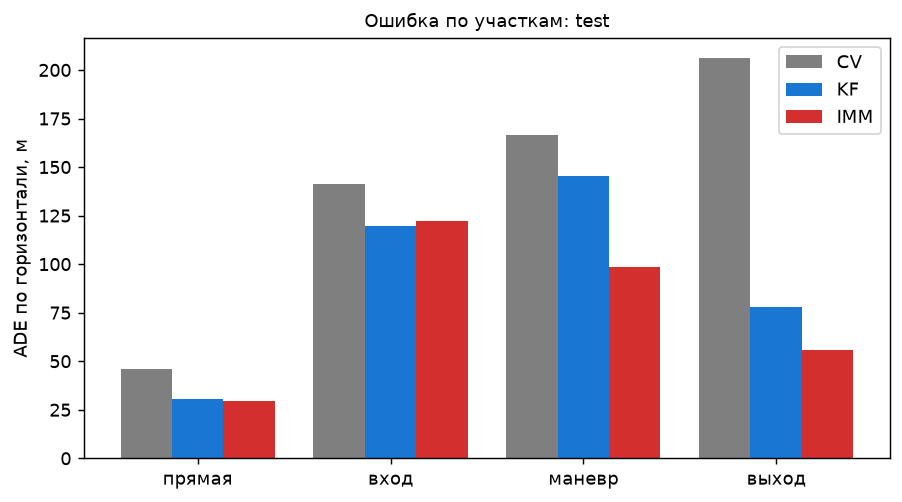 Ошибка по участкам: test
CV
KF
IMM
ADE по горизонтали, м
200
175
150
125
100
75
50
25
0
прямая
вход
маневр
выход